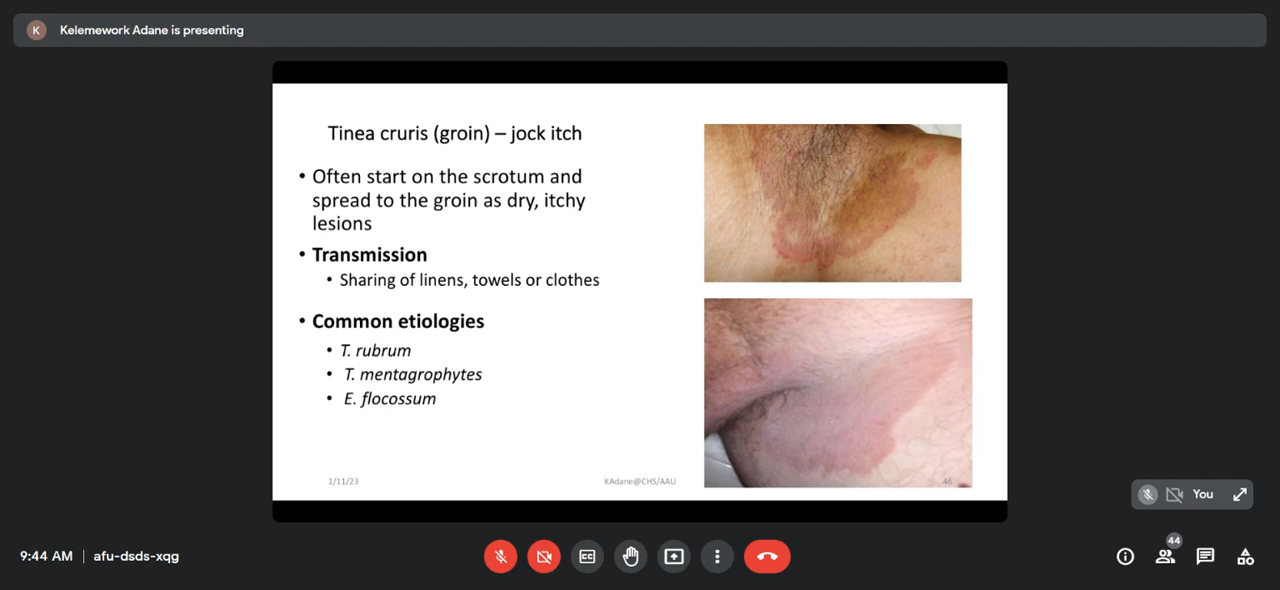 K
Kelemework Adane is presenting
Tinea cruris (groin) – jock itch
• Often start on the scrotum and
spread to the groin as dry, itchy
lesions
• Transmission
• Sharing of linens, towels or clothes
• Common etiologies
• T. rubrum
• T. mentagrophytes
• E. flocossum
1/11/23
KAdane@CHS/AAU
46
You
9:44 AM | afu-dsds-xqg
CC
44